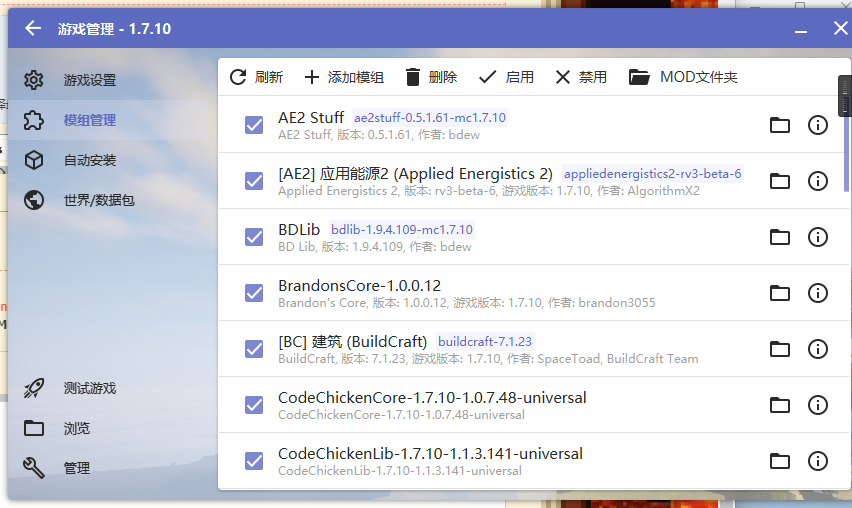 游戏管理 - 1.7.10
游戏设置
模组管理
自动安装
世界/数据包
测试游戏
浏览
管理
刷新 添加模组 删除 启用 禁用 MOD文件夹
AE2 Stuff ae2stuff-0.5.1.61-mc1.7.10
AE2 Stuff, 版本: 0.5.1.61, 作者: bdew
[AE2] 应用能源2 (Applied Energistics 2) appliedenergistics2-rv3-beta-6
Applied Energistics 2, 版本: rv3-beta-6, 游戏版本: 1.7.10, 作者: AlgorithmX2
BDLib bdlib-1.9.4.109-mc1.7.10
BD Lib, 版本: 1.9.4.109, 作者: bdew
BrandonsCore-1.0.0.12
Brandon's Core, 版本: 1.0.0.12, 游戏版本: 1.7.10, 作者: brandon3055
[BC] 建筑 (BuildCraft) buildcraft-7.1.23
BuildCraft, 版本: 7.1.23, 游戏版本: 1.7.10, 作者: SpaceToad, BuildCraft Team
CodeChickenCore-1.7.10-1.0.7.48-universal
CodeChickenCore-1.7.10-1.0.7.48-universal
CodeChickenLib-1.7.10-1.1.3.141-universal
CodeChickenLib-1.7.10-1.1.3.141-universal